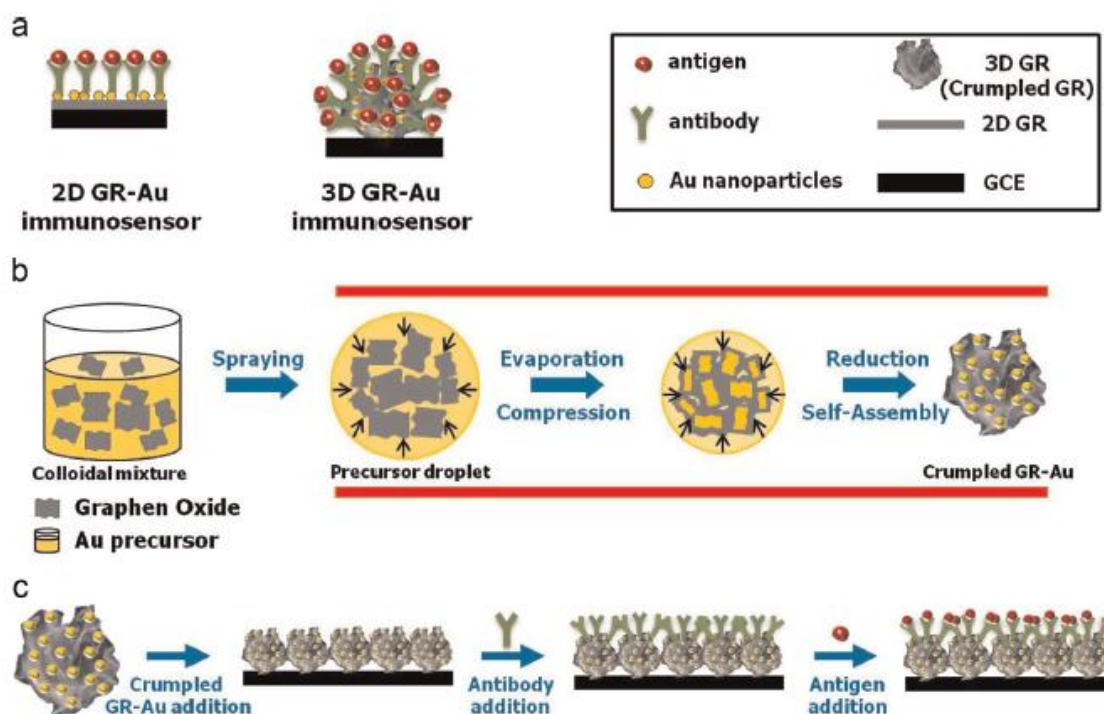 a
2D GR-Au
immunosensor
3D GR-Au
immunosensor
antigen
antibody
Au nanoparticles
3D GR
(Crumpled GR)
2D GR
GCE
b
Colloidal mixture
Graphen Oxide
Au precursor
Spraying
Precursor droplet
Evaporation
Compression
Reduction
Self-Assembly
Crumpled GR-Au
c
Crumpled
GR-Au addition
Antibody
addition
Antigen
addition